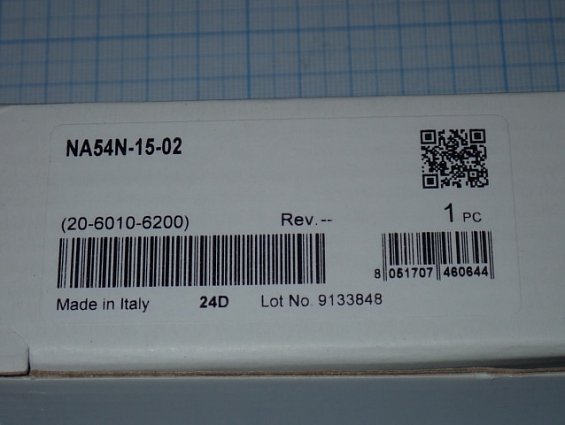 NA54N-15-02
(20-6010-6200) Rev.--
1 PC
8 051707 460644
Made in Italy 24D Lot No. 9133848